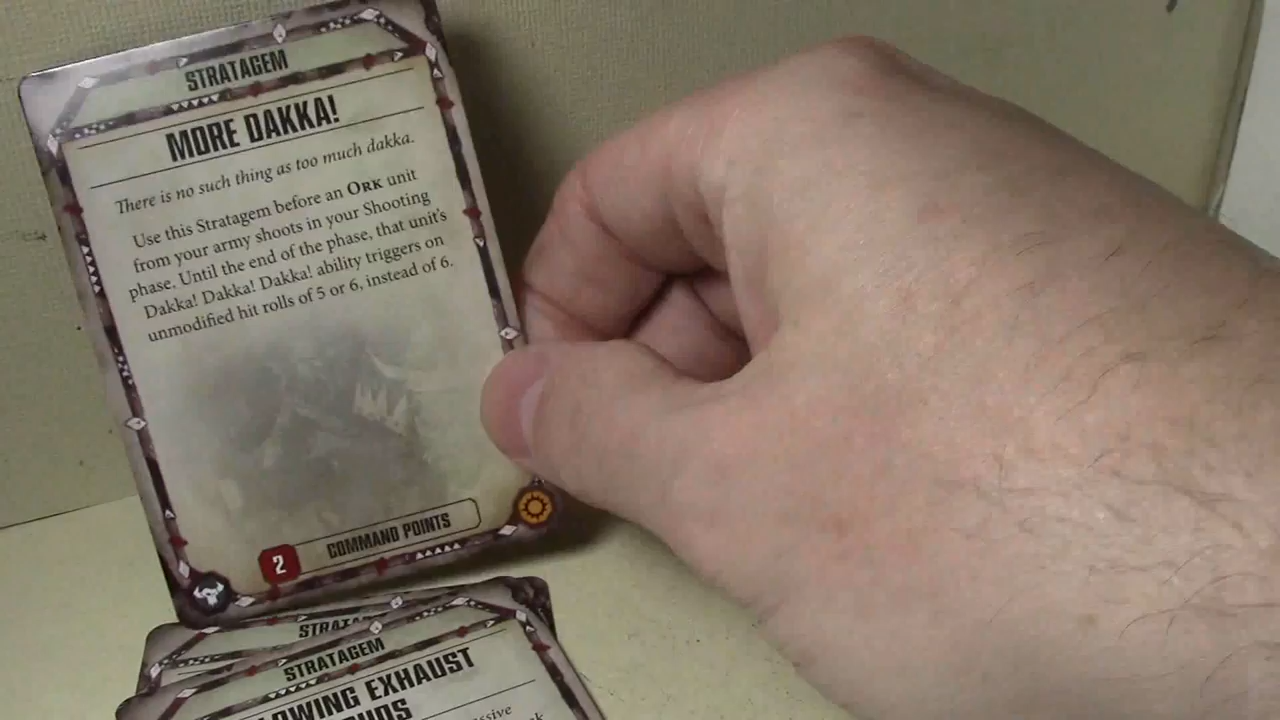 STRATAGEM
MORE DAKKA!
There is no such thing as too much dakka.
Use this Stratagem before an ORK unit
from your army shoots in your Shooting
phase. Until the end of the phase, that unit's
Dakka! Dakka! Dakka! ability triggers on
unmodified hit rolls of 5 or 6, instead of 6.
2 COMMAND POINTS
STRATAGEM
EXHAUST